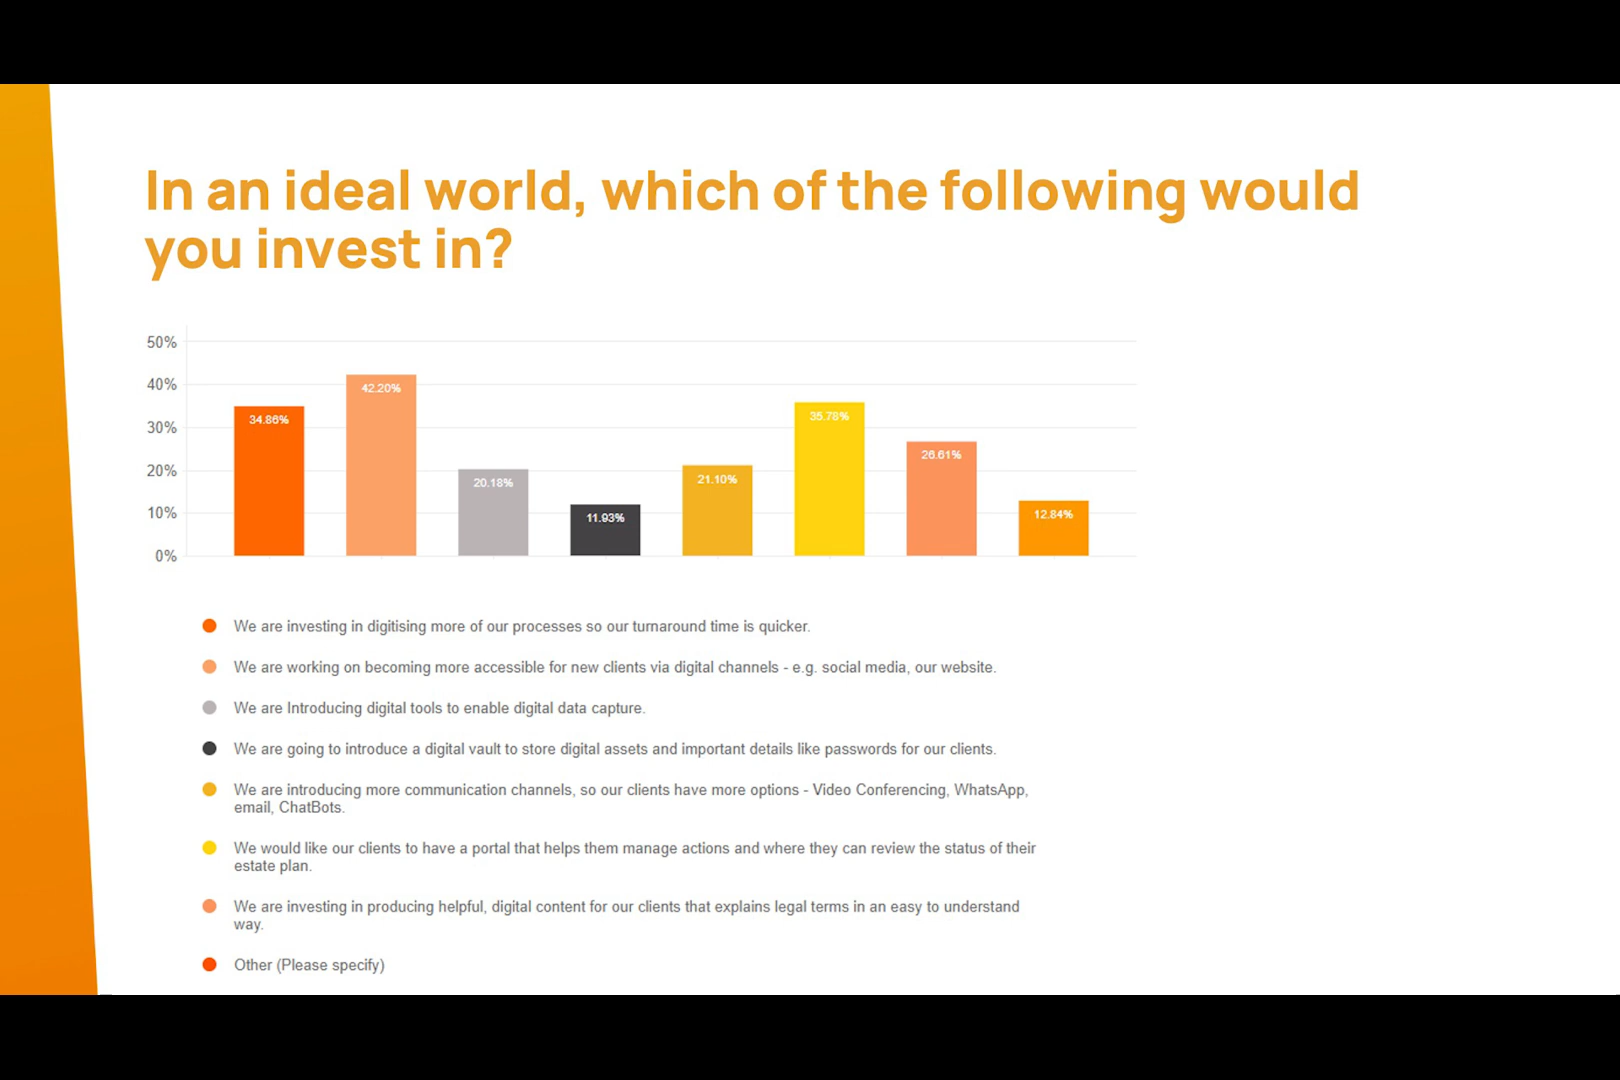 In an ideal world, which of the following would
you invest in?
50%
40%
30%
20%
10%
0%
34.86%
42.20%
20.18%
11.93%
21.10%
35.78%
26.61%
12.84%
We are investing in digitising more of our processes so our turnaround time is quicker.
We are working on becoming more accessible for new clients via digital channels - e.g. social media, our website.
We are Introducing digital tools to enable digital data capture.
We are going to introduce a digital vault to store digital assets and important details like passwords for our clients.
We are introducing more communication channels, so our clients have more options - Video Conferencing, WhatsApp,
email, ChatBots.
We would like our clients to have a portal that helps them manage actions and where they can review the status of their
estate plan.
We are investing in producing helpful, digital content for our clients that explains legal terms in an easy to understand
way.
Other (Please specify)